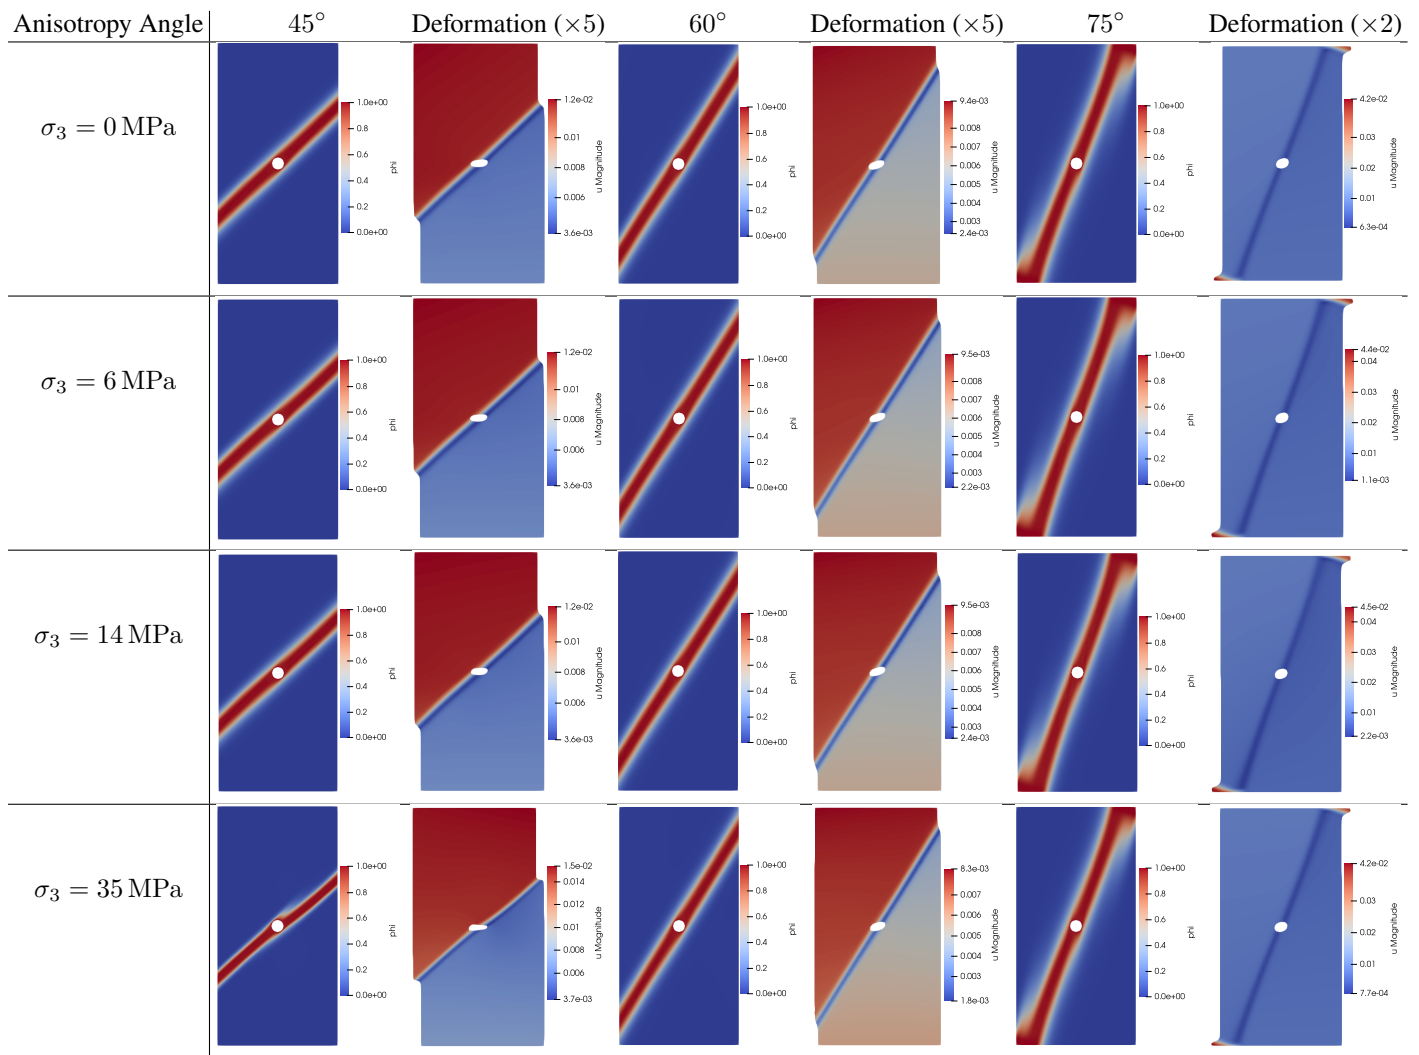 Anisotropy Angle 45° Deformation (×5) 60° Deformation (×5) 75° Deformation (×2)
σ₃ = 0 MPa
1.0e+00 0.8 0.6 0.4 0.2 0.0e+00 phi
1.2e-02 0.01 0.008 0.006 3.6e-03 u Magnitude
1.0e+00 0.8 0.6 0.4 0.2 0.0e+00 phi
9.4e-03 0.008 0.007 0.006 0.005 0.004 0.003 2.4e-03 u Magnitude
1.0e+00 0.8 0.6 0.4 0.2 0.0e+00 phi
4.2e-02 0.03 0.02 0.01 6.3e-04 u Magnitude
σ₃ = 6 MPa
1.0e+00 0.8 0.6 0.4 0.2 0.0e+00 phi
1.2e-02 0.01 0.008 0.006 3.6e-03 u Magnitude
1.0e+00 0.8 0.6 0.4 0.2 0.0e+00 phi
9.5e-03 0.008 0.007 0.006 0.005 0.004 0.003 2.2e-03 u Magnitude
1.0e+00 0.8 0.6 0.4 0.2 0.0e+00 phi
4.4e-02 0.04 0.03 0.02 0.01 1.1e-03 u Magnitude
σ₃ = 14 MPa
1.0e+00 0.8 0.6 0.4 0.2 0.0e+00 phi
1.2e-02 0.01 0.008 0.006 3.6e-03 u Magnitude
1.0e+00 0.8 0.6 0.4 0.2 0.0e+00 phi
9.5e-03 0.008 0.007 0.006 0.005 0.004 0.003 2.4e-03 u Magnitude
1.0e+00 0.8 0.6 0.4 0.2 0.0e+00 phi
4.5e-02 0.04 0.03 0.02 0.01 2.2e-03 u Magnitude
σ₃ = 35 MPa
1.0e+00 0.8 0.6 0.4 0.2 0.0e+00 phi
1.5e-02 0.014 0.012 0.01 0.008 0.006 3.7e-03 u Magnitude
1.0e+00 0.8 0.6 0.4 0.2 0.0e+00 phi
8.3e-03 0.007 0.006 0.005 0.004 0.003 1.8e-03 u Magnitude
1.0e+00 0.8 0.6 0.4 0.2 0.0e+00 phi
4.2e-02 0.03 0.02 0.01 7.7e-04 u Magnitude